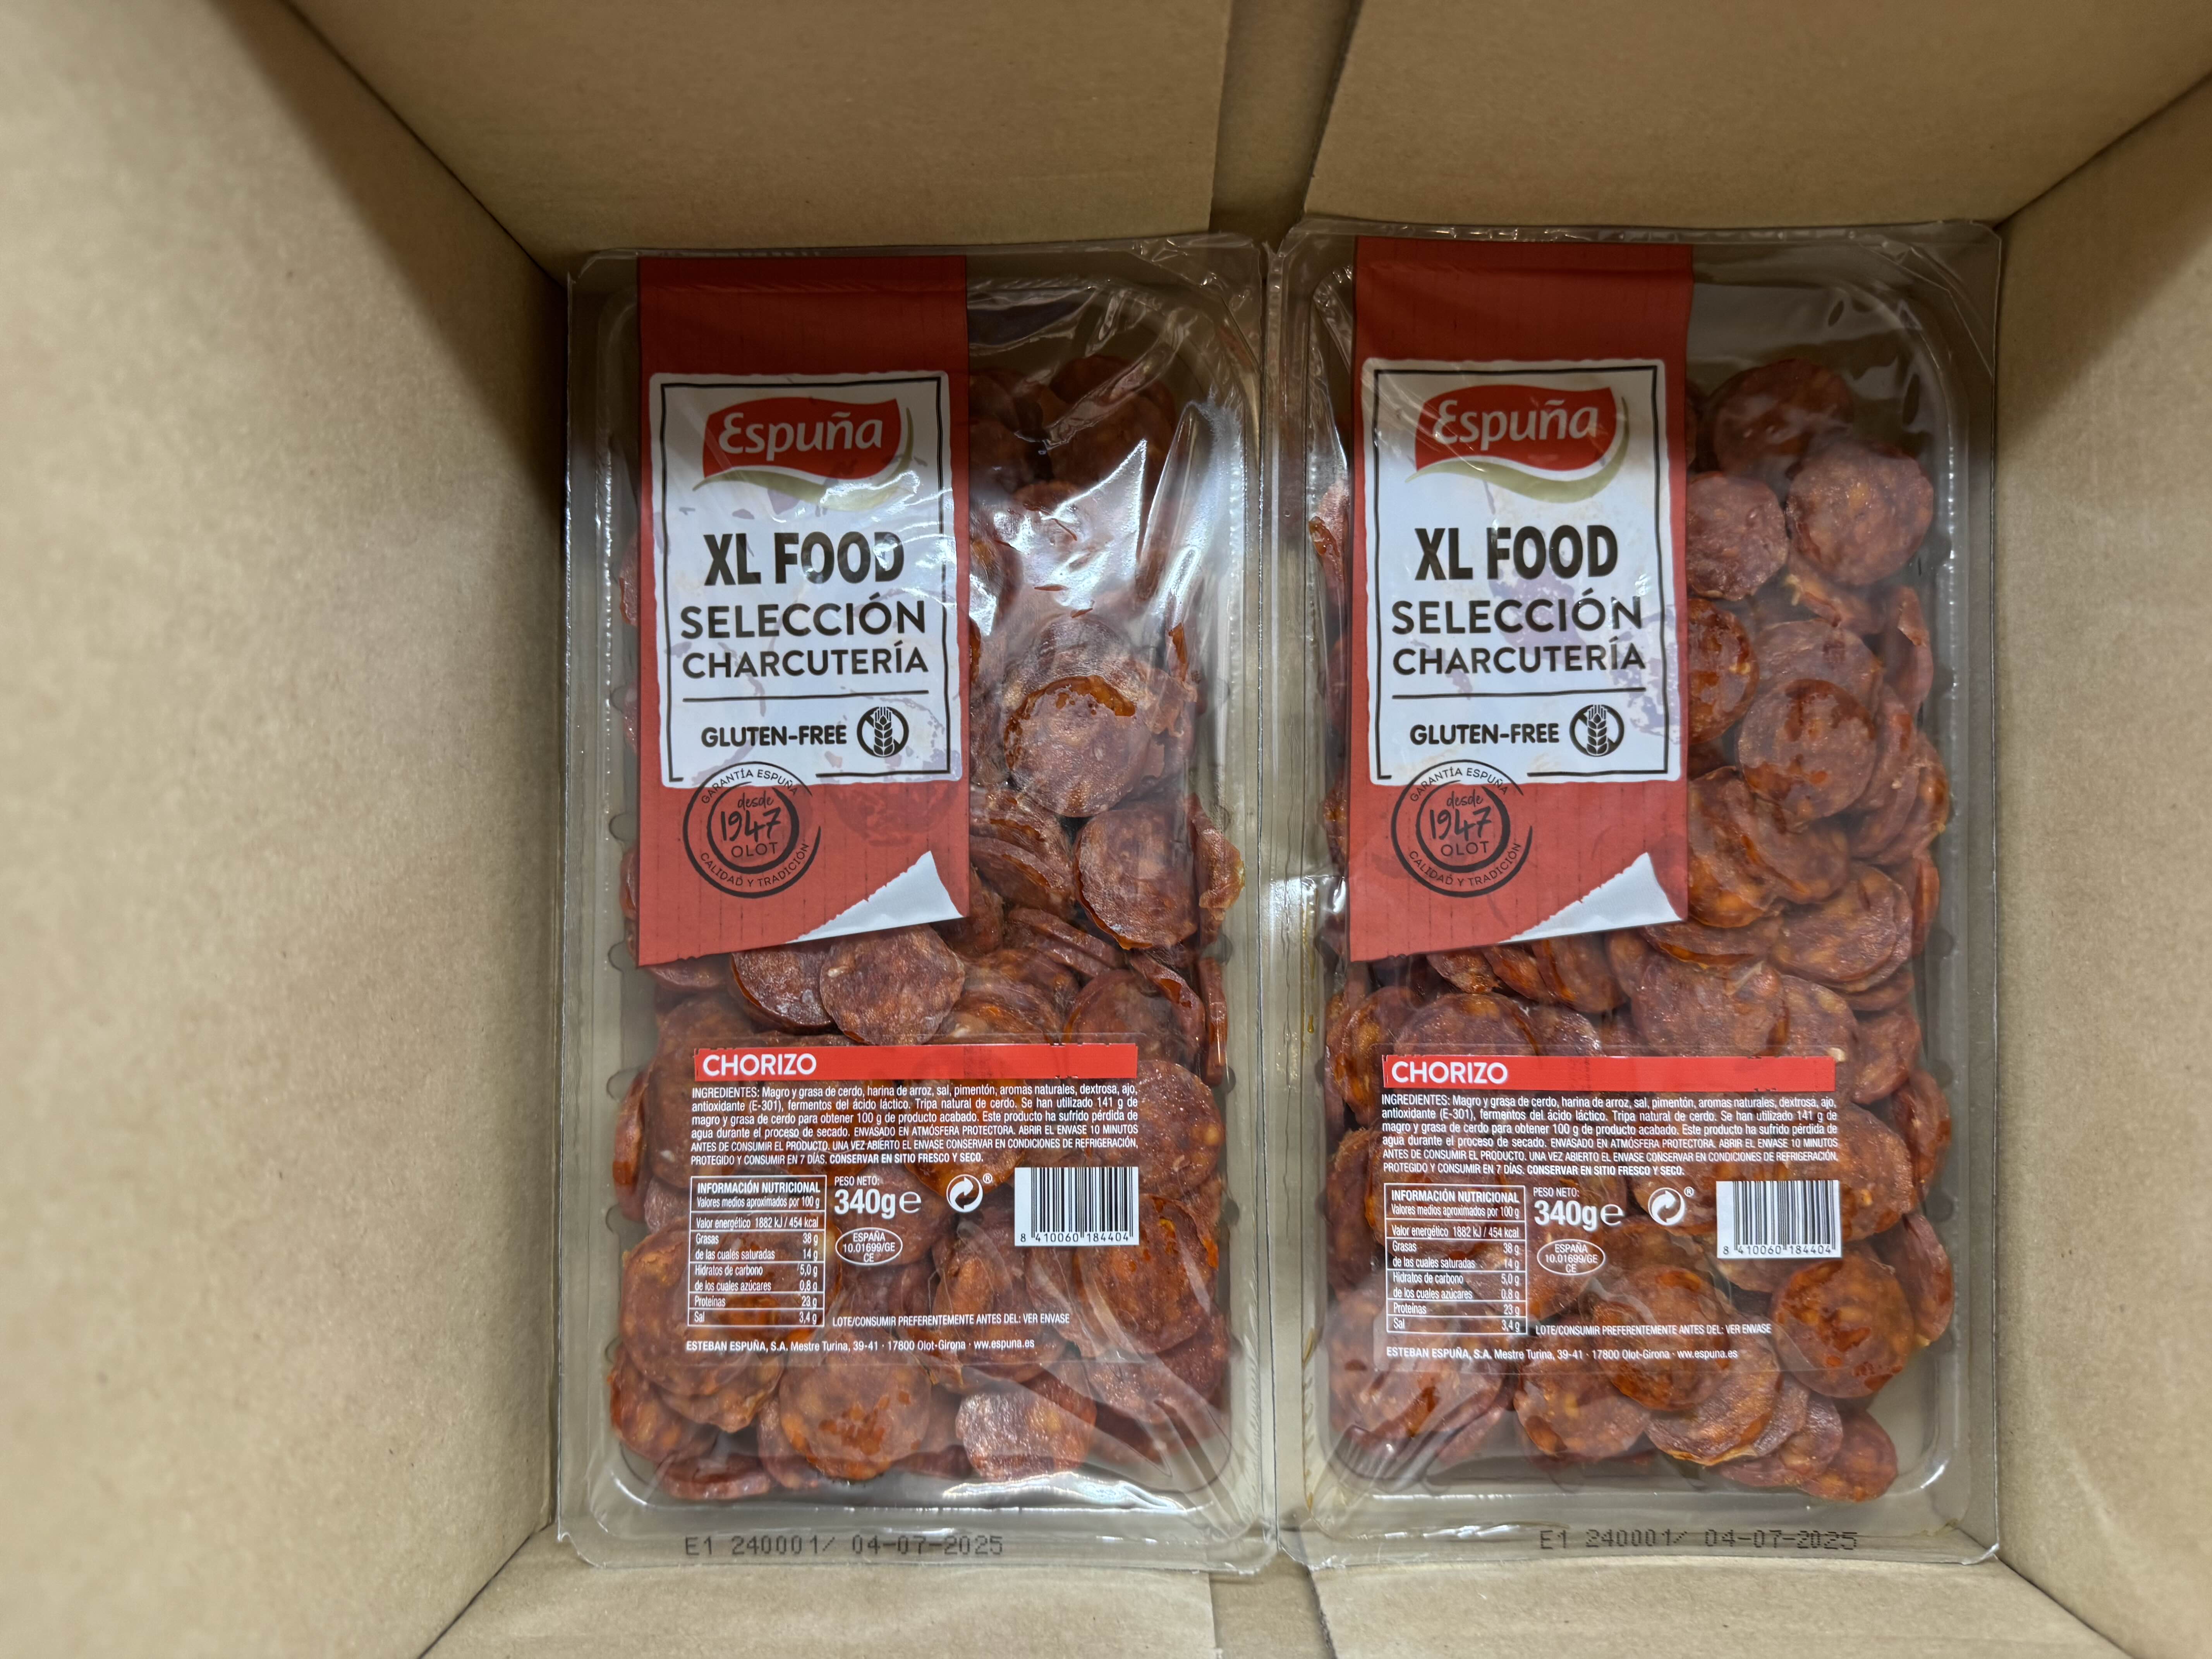 Espuña
XL FOOD
SELECCIÓN
CHARCUTERÍA
GLUTEN-FREE
GARANTÍA ESPUÑA
desde
1947
OLOT
CALIDAD Y TRADICIÓN
CHORIZO
INGREDIENTES: Magro y grasa de cerdo, harina de arroz, sal, pimentón, aromas naturales, dextrosa, ajo,
antioxidante (E-301), fermentos del ácido láctico. Tripa natural de cerdo. Se han utilizado 141 g de
magro y grasa de cerdo para obtener 100 g de producto acabado. Este producto ha sufrido pérdida de
agua durante el proceso de secado. ENVASADO EN ATMÓSFERA PROTECTORA. ABRIR EL ENVASE 10 MINUTOS
ANTES DE CONSUMIR EL PRODUCTO. UNA VEZ ABIERTO EL ENVASE CONSERVAR EN CONDICIONES DE REFRIGERACIÓN,
PROTEGIDO Y CONSUMIR EN 7 DÍAS. CONSERVAR EN SITIO FRESCO Y SECO.
INFORMACIÓN NUTRICIONAL
Valores medios aproximados por 100 g
Valor energético 1882 kJ / 454 kcal
Grasas 38 g
de las cuales saturadas 14 g
Hidratos de carbono 5,0 g
de los cuales azúcares 0,8 g
Proteínas 23 g
Sal 3,4 g
PESO NETO:
340g e
ESPAÑA
10.01699/GE
CE
®
8 410060 184404
LOTE/CONSUMIR PREFERENTEMENTE ANTES DEL: VER ENVASE
ESTEBAN ESPUÑA, S.A. Mestre Turina, 39-41 · 17800 Olot-Girona · ww.espuna.es
E1 240001/ 04-07-2025
Espuña
XL FOOD
SELECCIÓN
CHARCUTERÍA
GLUTEN-FREE
GARANTÍA ESPUÑA
desde
1947
OLOT
CALIDAD Y TRADICIÓN
CHORIZO
INGREDIENTES: Magro y grasa de cerdo, harina de arroz, sal, pimentón, aromas naturales, dextrosa, ajo,
antioxidante (E-301), fermentos del ácido láctico. Tripa natural de cerdo. Se han utilizado 141 g de
magro y grasa de cerdo para obtener 100 g de producto acabado. Este producto ha sufrido pérdida de
agua durante el proceso de secado. ENVASADO EN ATMÓSFERA PROTECTORA. ABRIR EL ENVASE 10 MINUTOS
ANTES DE CONSUMIR EL PRODUCTO. UNA VEZ ABIERTO EL ENVASE CONSERVAR EN CONDICIONES DE REFRIGERACIÓN,
PROTEGIDO Y CONSUMIR EN 7 DÍAS. CONSERVAR EN SITIO FRESCO Y SECO.
INFORMACIÓN NUTRICIONAL
Valores medios aproximados por 100 g
Valor energético 1882 kJ / 454 kcal
Grasas 38 g
de las cuales saturadas 14 g
Hidratos de carbono 5,0 g
de los cuales azúcares 0,8 g
Proteínas 23 g
Sal 3,4 g
PESO NETO:
340g e
ESPAÑA
10.01699/GE
CE
®
8 410060 184404
LOTE/CONSUMIR PREFERENTEMENTE ANTES DEL: VER ENVASE
ESTEBAN ESPUÑA, S.A. Mestre Turina, 39-41 · 17800 Olot-Girona · ww.espuna.es
E1 240001/ 04-07-2025